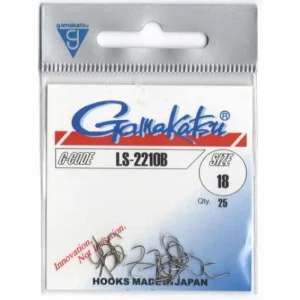 gamakatsu
Gamakatsu®
G-CODE LS-2210B SIZE
18
Qty. 25
Innovation,
Not Imitation.
HOOKS MADE IN JAPAN